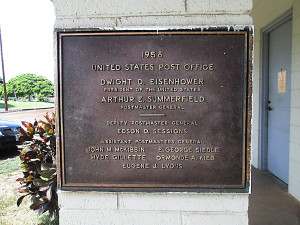 1958
UNITED STATES POST OFFICE
DWIGHT D. EISENHOWER
PRESIDENT OF THE UNITED STATES
ARTHUR E. SUMMERFIELD
POSTMASTER GENERAL
DEPUTY POSTMASTER GENERAL
EDSON O. SESSIONS
ASSISTANT POSTMASTERS GENERAL
JOHN M. MCKIBBIN E. GEORGE SIEDLE
HYDE GILLETTE ORMONDE A. KIEB
EUGENE J. LYONS